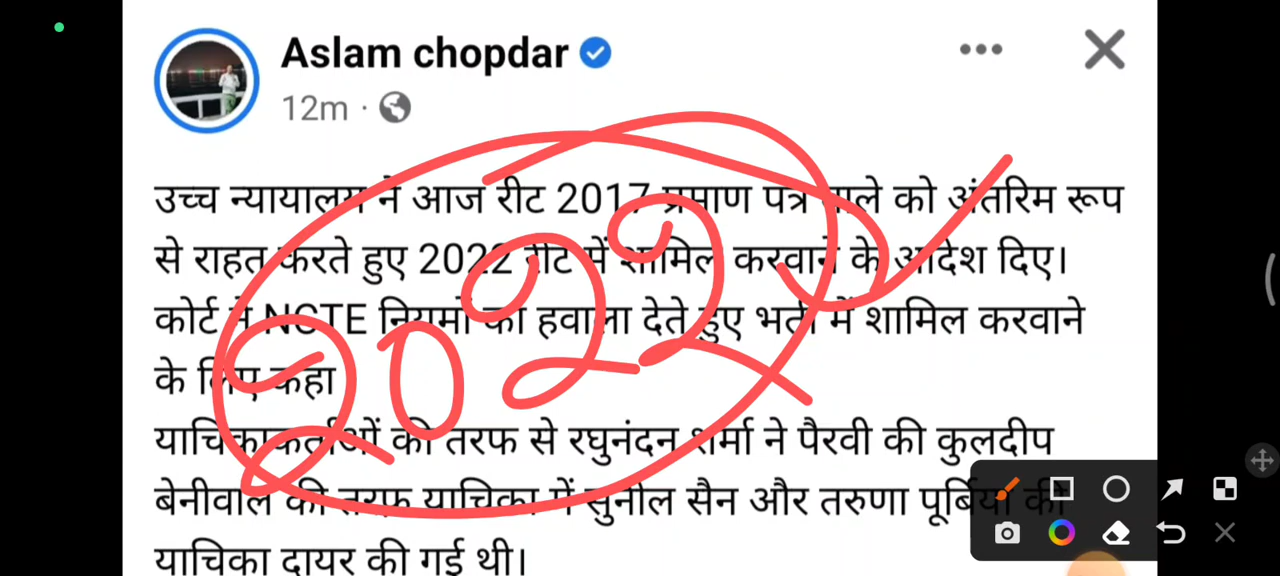 Aslam chopdar
12m
उच्च न्यायालय ने आज रीट 2017 प्रमाण पत्र वाले को अंतरिम रूप
से राहत करते हुए 2022 रीट में शामिल करवाने के आदेश दिए।
कोर्ट ने NCTE नियमों का हवाला देते हुए भर्ती में शामिल करवाने
के लिए कहा
याचिकाकर्ताओं की तरफ से रघुनंदन शर्मा ने पैरवी की कुलदीप
बेनीवाल की तरफ याचिका में सुनील सैन और तरुणा पूर्बिया की
याचिका दायर की गई थी।
2022